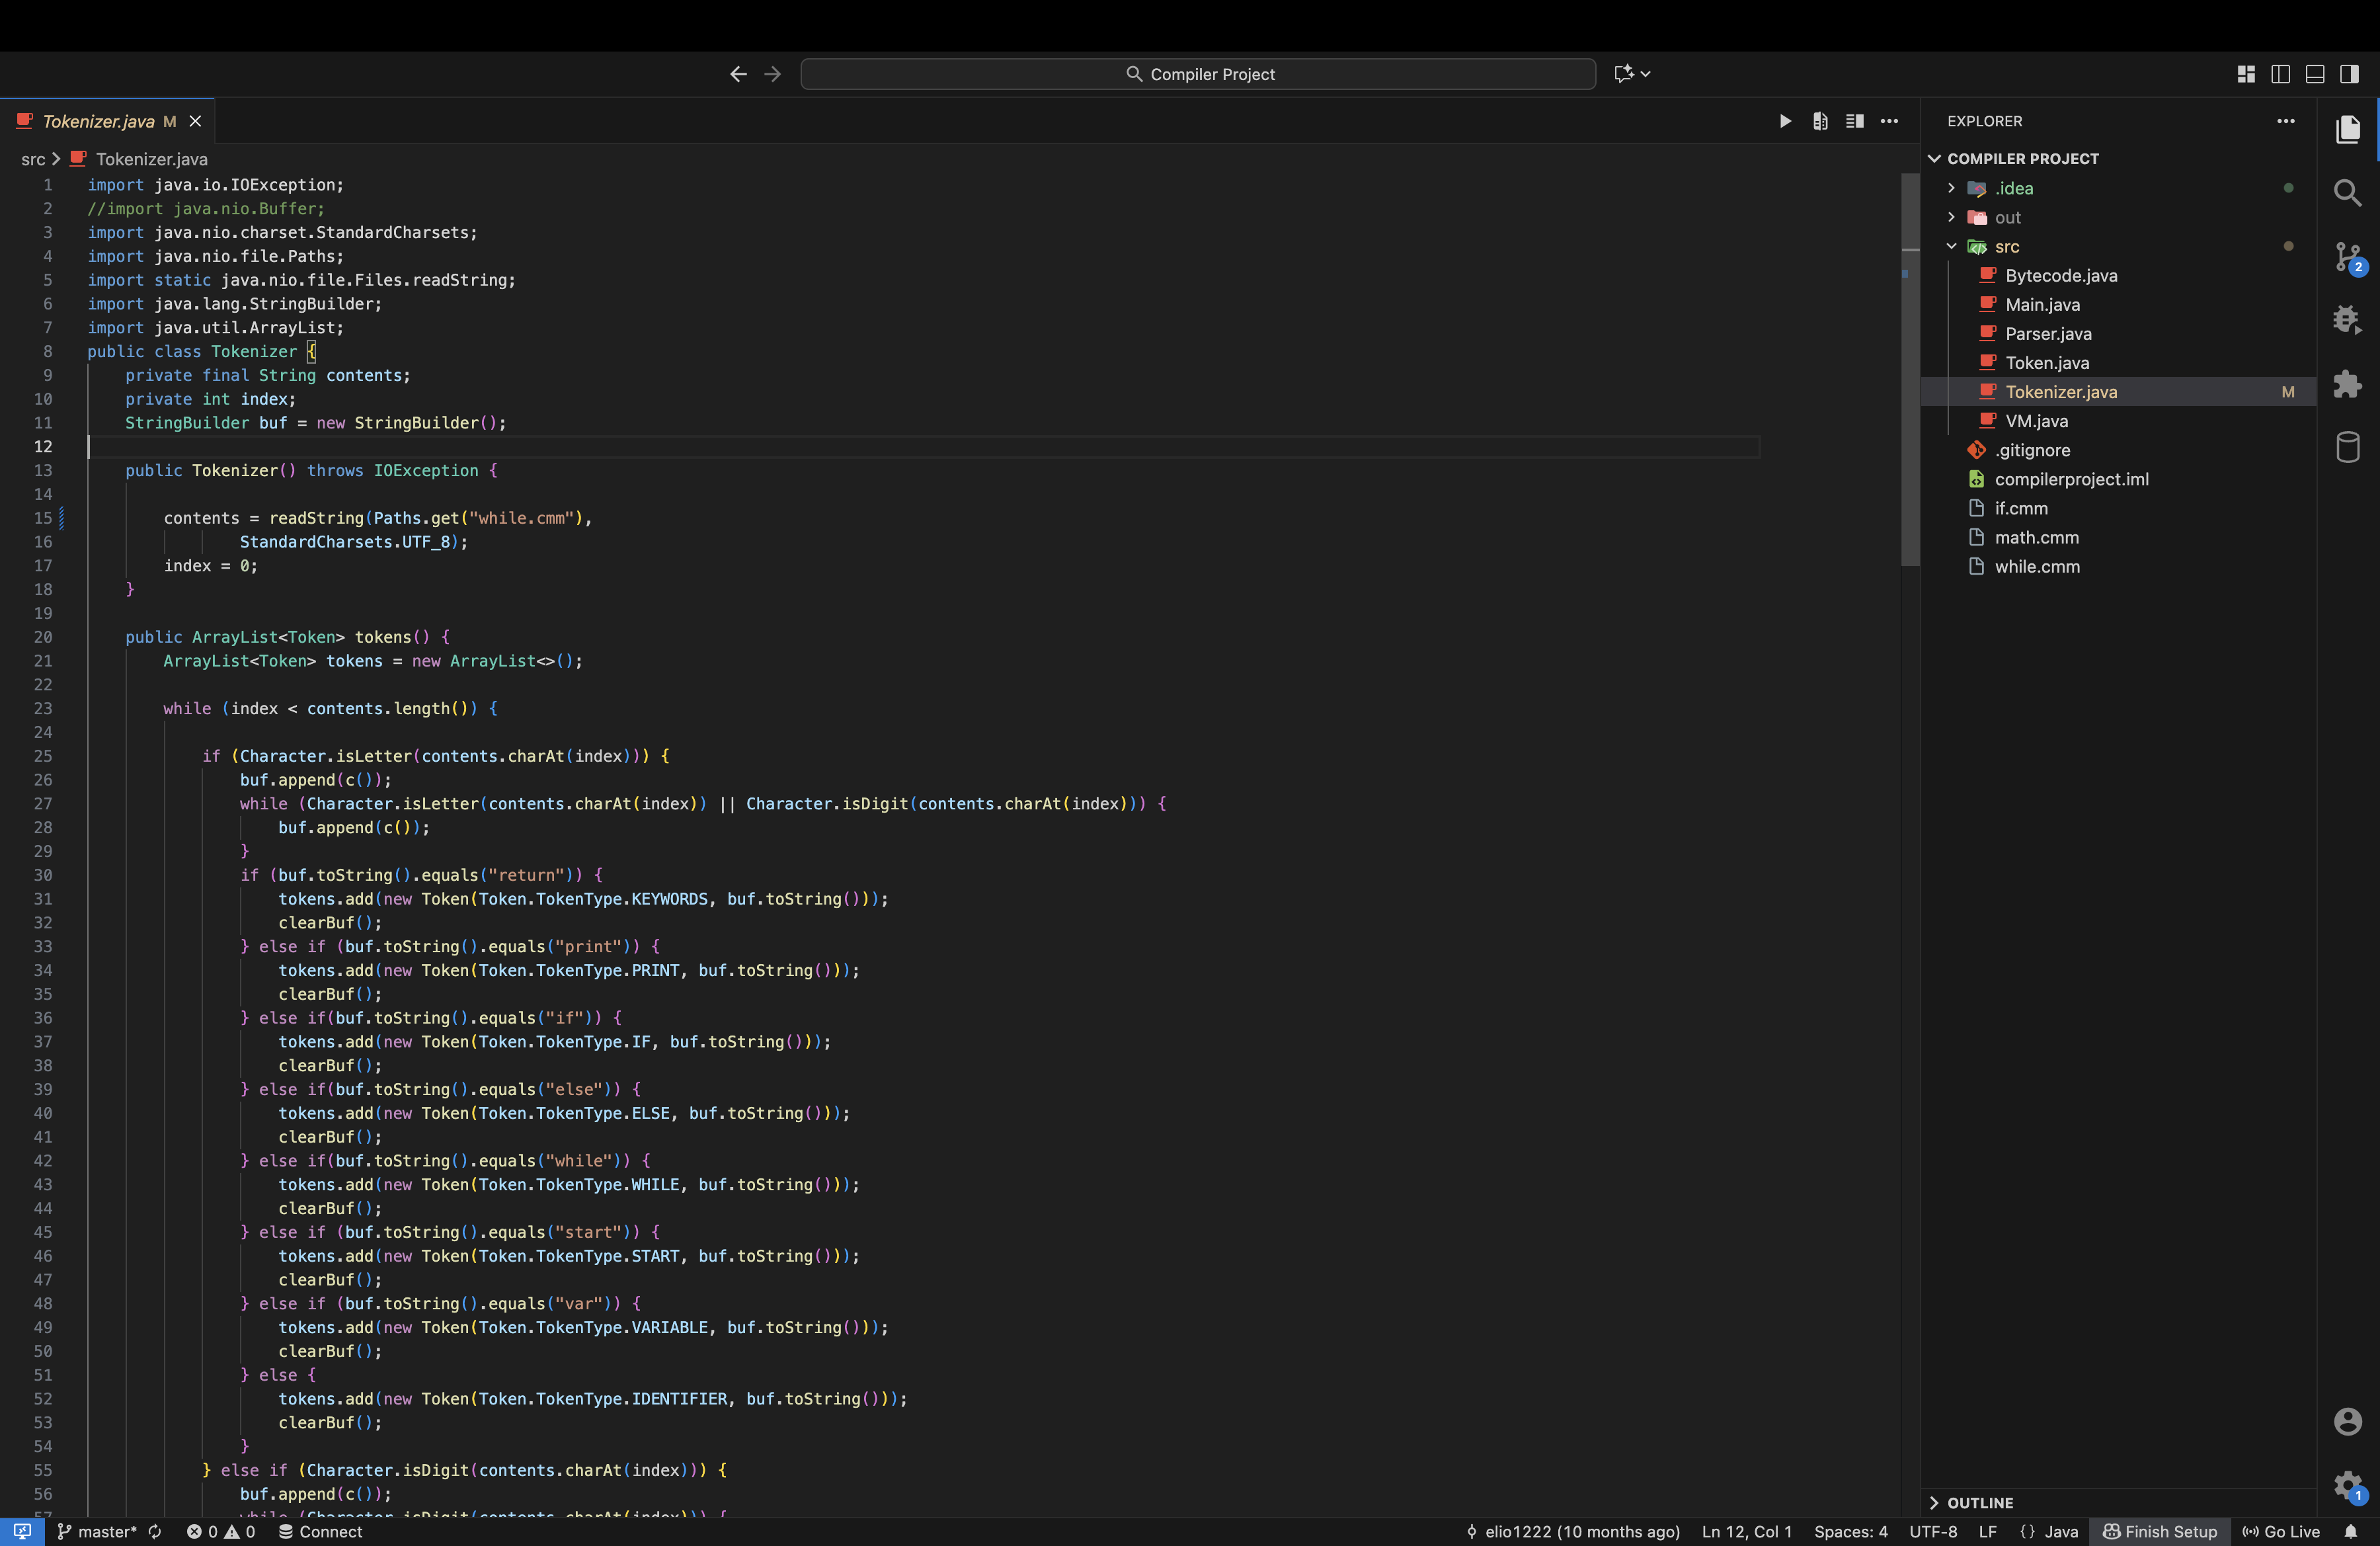 Compiler Project
Tokenizer.java M
src > Tokenizer.java
1 import java.io.IOException;
2 //import java.nio.Buffer;
3 import java.nio.charset.StandardCharsets;
4 import java.nio.file.Paths;
5 import static java.nio.file.Files.readString;
6 import java.lang.StringBuilder;
7 import java.util.ArrayList;
8 public class Tokenizer {
9     private final String contents;
10     private int index;
11     StringBuilder buf = new StringBuilder();
12
13     public Tokenizer() throws IOException {
14
15         contents = readString(Paths.get("while.cmm"),
16                 StandardCharsets.UTF_8);
17         index = 0;
18     }
19
20     public ArrayList<Token> tokens() {
21         ArrayList<Token> tokens = new ArrayList<>();
22
23         while (index < contents.length()) {
24
25             if (Character.isLetter(contents.charAt(index))) {
26                 buf.append(c());
27                 while (Character.isLetter(contents.charAt(index)) || Character.isDigit(contents.charAt(index))) {
28                     buf.append(c());
29                 }
30                 if (buf.toString().equals("return")) {
31                     tokens.add(new Token(Token.TokenType.KEYWORDS, buf.toString()));
32                     clearBuf();
33                 } else if (buf.toString().equals("print")) {
34                     tokens.add(new Token(Token.TokenType.PRINT, buf.toString()));
35                     clearBuf();
36                 } else if(buf.toString().equals("if")) {
37                     tokens.add(new Token(Token.TokenType.IF, buf.toString()));
38                     clearBuf();
39                 } else if(buf.toString().equals("else")) {
40                     tokens.add(new Token(Token.TokenType.ELSE, buf.toString()));
41                     clearBuf();
42                 } else if(buf.toString().equals("while")) {
43                     tokens.add(new Token(Token.TokenType.WHILE, buf.toString()));
44                     clearBuf();
45                 } else if (buf.toString().equals("start")) {
46                     tokens.add(new Token(Token.TokenType.START, buf.toString()));
47                     clearBuf();
48                 } else if (buf.toString().equals("var")) {
49                     tokens.add(new Token(Token.TokenType.VARIABLE, buf.toString()));
50                     clearBuf();
51                 } else {
52                     tokens.add(new Token(Token.TokenType.IDENTIFIER, buf.toString()));
53                     clearBuf();
54                 }
55             } else if (Character.isDigit(contents.charAt(index))) {
56                 buf.append(c());
57                 while (Character.isDigit(contents.charAt(index))) {
EXPLORER
COMPILER PROJECT
.idea
out
src
Bytecode.java
Main.java
Parser.java
Token.java
Tokenizer.java M
VM.java
.gitignore
compilerproject.iml
if.cmm
math.cmm
while.cmm
OUTLINE
2
1
master* 0 0 Connect
elio1222 (10 months ago) Ln 12, Col 1 Spaces: 4 UTF-8 LF {} Java Finish Setup Go Live